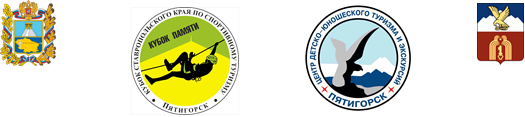 КУБОК СТАВРОПОЛЬСКОГО КРАЯ ПО СПОРТИВНОМУ ТУРИЗМУ
КУБОК ПАМЯТИ
ПЯТИГОРСК
ЦЕНТР ДЕТСКО-ЮНОШЕСКОГО ТУРИЗМА И ЭКСКУРСИЙ
ПЯТИГОРСК